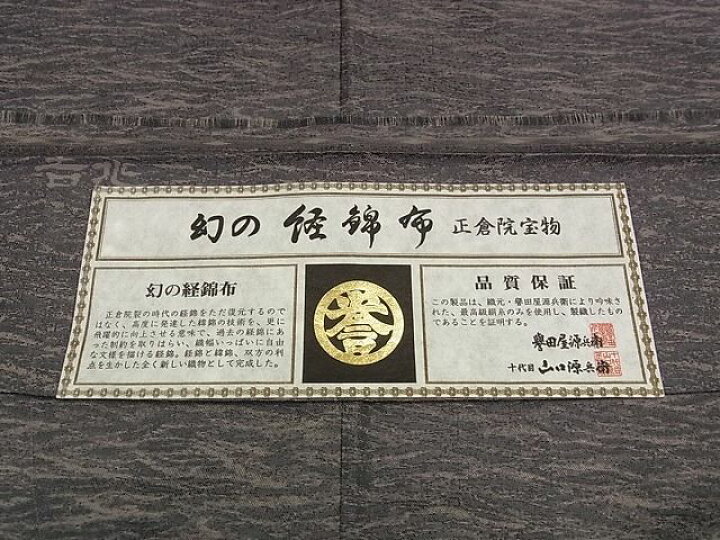 吉平
幻の 経錦布 正倉院宝物
幻の経錦布
正倉院裂の時代の経錦をただ復元するので
はなく、高度に発達した緯錦の技術を、更に
飛躍的に向上させる意味で、過去の経錦にあ
った制約を取りはらい、織幅いっぱいに自由
な文様を描ける経錦。経錦と緯錦、双方の利
点を生かした全く新しい織物として完成した。
誉
品質保証
この製品は、織元・譽田屋源兵衛により吟味さ
れた、最高級絹糸のみを使用し、製織したもの
であることを証明する。
譽田屋源兵衛
十代目 山口源兵衛